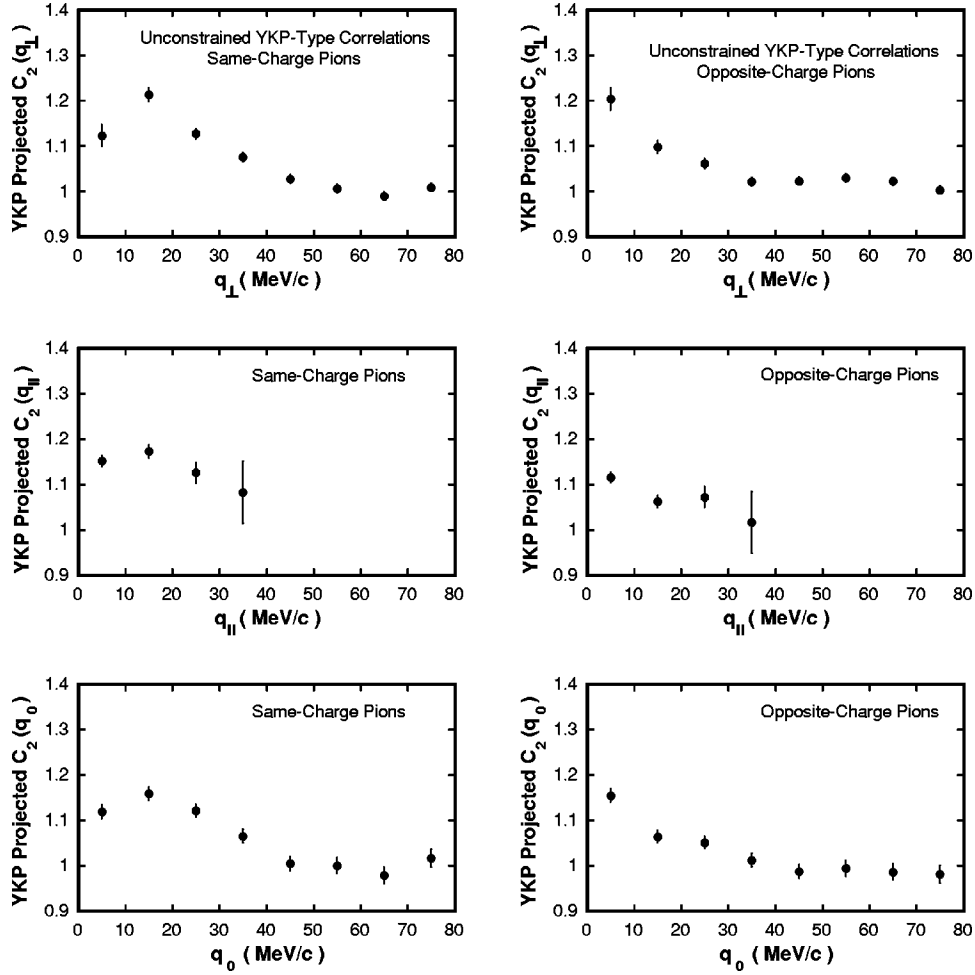 Unconstrained YKP-Type Correlations
Same-Charge Pions
YKP Projected C₂ (q⊥)
1.4
1.3
1.2
1.1
1
0.9
0 10 20 30 40 50 60 70 80
q⊥ ( MeV/c )
Unconstrained YKP-Type Correlations
Opposite-Charge Pions
YKP Projected C₂ (q⊥)
1.4
1.3
1.2
1.1
1
0.9
0 10 20 30 40 50 60 70 80
q⊥ ( MeV/c )
Same-Charge Pions
YKP Projected C₂ (q||)
1.4
1.3
1.2
1.1
1
0.9
0 10 20 30 40 50 60 70 80
q|| ( MeV/c )
Opposite-Charge Pions
YKP Projected C₂ (q||)
1.4
1.3
1.2
1.1
1
0.9
0 10 20 30 40 50 60 70 80
q|| ( MeV/c )
Same-Charge Pions
YKP Projected C₂ (q₀)
1.4
1.3
1.2
1.1
1
0.9
0 10 20 30 40 50 60 70 80
q₀ ( MeV/c )
Opposite-Charge Pions
YKP Projected C₂ (q₀)
1.4
1.3
1.2
1.1
1
0.9
0 10 20 30 40 50 60 70 80
q₀ ( MeV/c )